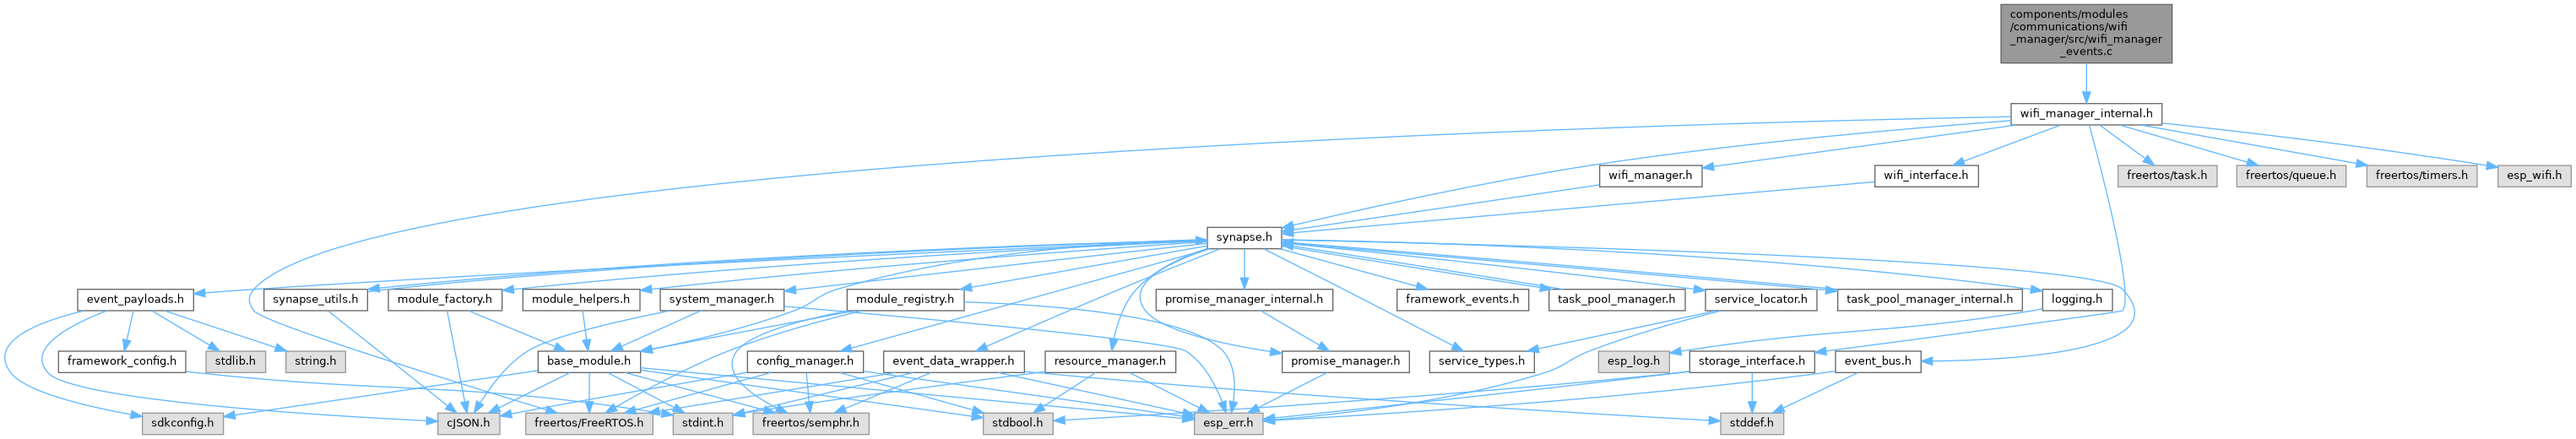 components/modules
/communications/wifi
_manager/src/wifi_manager
_events.c
wifi_manager_internal.h
wifi_manager.h
wifi_interface.h
freertos/task.h
freertos/queue.h
freertos/timers.h
esp_wifi.h
synapse.h
event_payloads.h
synapse_utils.h
module_factory.h
module_helpers.h
system_manager.h
module_registry.h
promise_manager_internal.h
framework_events.h
task_pool_manager.h
service_locator.h
task_pool_manager_internal.h
logging.h
framework_config.h
stdlib.h
string.h
base_module.h
config_manager.h
event_data_wrapper.h
resource_manager.h
promise_manager.h
service_types.h
esp_log.h
storage_interface.h
event_bus.h
sdkconfig.h
cJSON.h
freertos/FreeRTOS.h
stdint.h
freertos/semphr.h
stdbool.h
esp_err.h
stddef.h